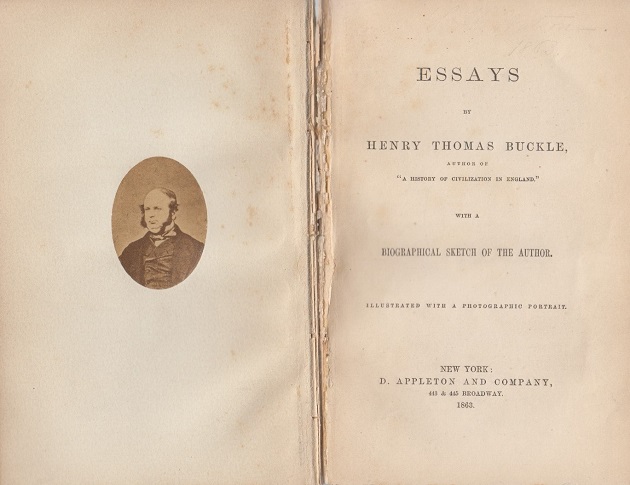 ESSAYS
BY
HENRY THOMAS BUCKLE,
AUTHOR OF
"A HISTORY OF CIVILIZATION IN ENGLAND."
WITH A
BIOGRAPHICAL SKETCH OF THE AUTHOR.
ILLUSTRATED WITH A PHOTOGRAPHIC PORTRAIT.
NEW YORK:
D. APPLETON AND COMPANY,
443 & 445 BROADWAY.
1863.